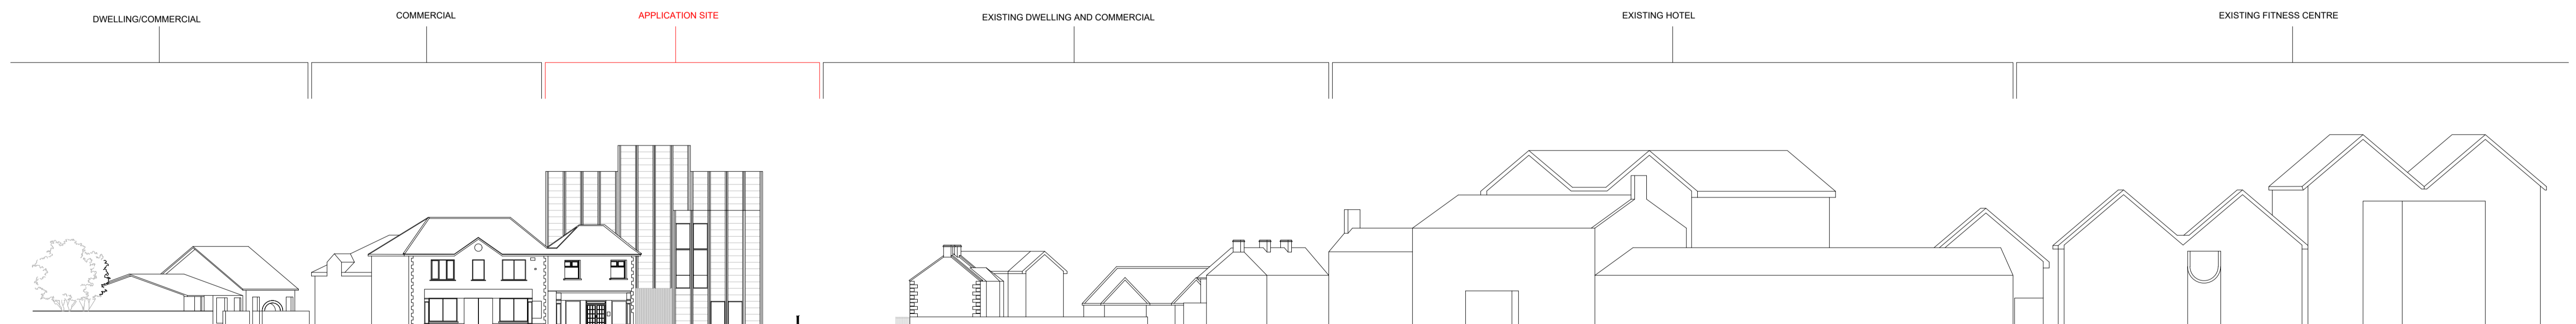 DWELLING/COMMERCIAL
COMMERCIAL
APPLICATION SITE
EXISTING DWELLING AND COMMERCIAL
EXISTING HOTEL
EXISTING FITNESS CENTRE